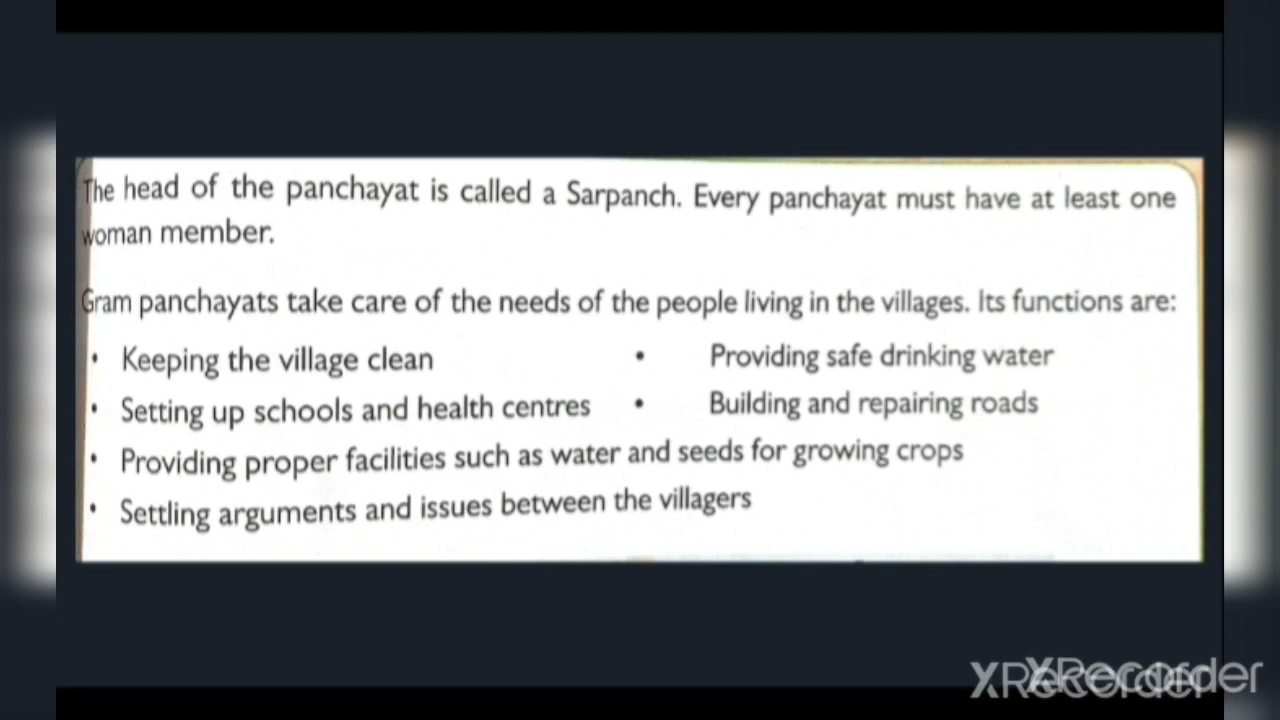 The head of the panchayat is called a Sarpanch. Every panchayat must have at least one
woman member.
Gram panchayats take care of the needs of the people living in the villages. Its functions are:
• Keeping the village clean • Providing safe drinking water
• Setting up schools and health centres • Building and repairing roads
• Providing proper facilities such as water and seeds for growing crops
• Settling arguments and issues between the villagers
XRecorder
XRecorder